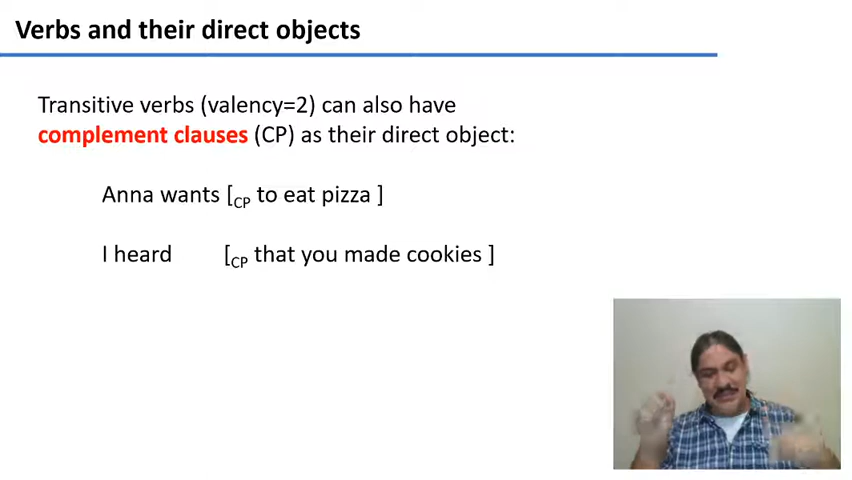 Verbs and their direct objects
Transitive verbs (valency=2) can also have
complement clauses (CP) as their direct object:
Anna wants [CP to eat pizza ]
I heard [CP that you made cookies ]